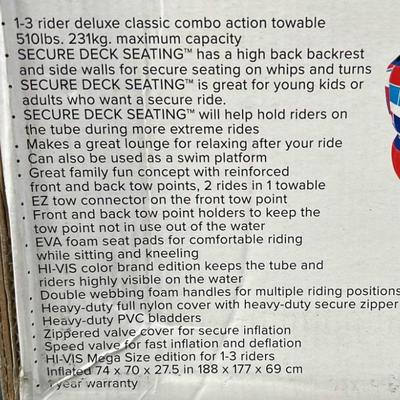 • 1-3 rider deluxe classic combo action towable
510lbs. 231kg. maximum capacity
• SECURE DECK SEATING™ has a high back backrest
and side walls for secure seating on whips and turns
• SECURE DECK SEATING™ is great for young kids or
adults who want a secure ride.
• SECURE DECK SEATING™ will help hold riders on
the tube during more extreme rides
• Makes a great lounge for relaxing after your ride
• Can also be used as a swim platform
• Great family fun concept with reinforced
front and back tow points, 2 rides in 1 towable
• EZ tow connector on the front tow point
• Front and back tow point holders to keep the
tow point not in use out of the water
• EVA foam seat pads for comfortable riding
while sitting and kneeling
• HI-VIS color brand edition keeps the tube and
riders highly visible on the water
• Double webbing foam handles for multiple riding positions
• Heavy-duty full nylon cover with heavy-duty secure zipper
• Heavy-duty PVC bladders
• Zippered valve cover for secure inflation
• Speed valve for fast inflation and deflation
• HI-VIS Mega Size edition for 1-3 riders
• Inflated 74 x 70 x 27.5 in 188 x 177 x 69 cm
• 1 year warranty